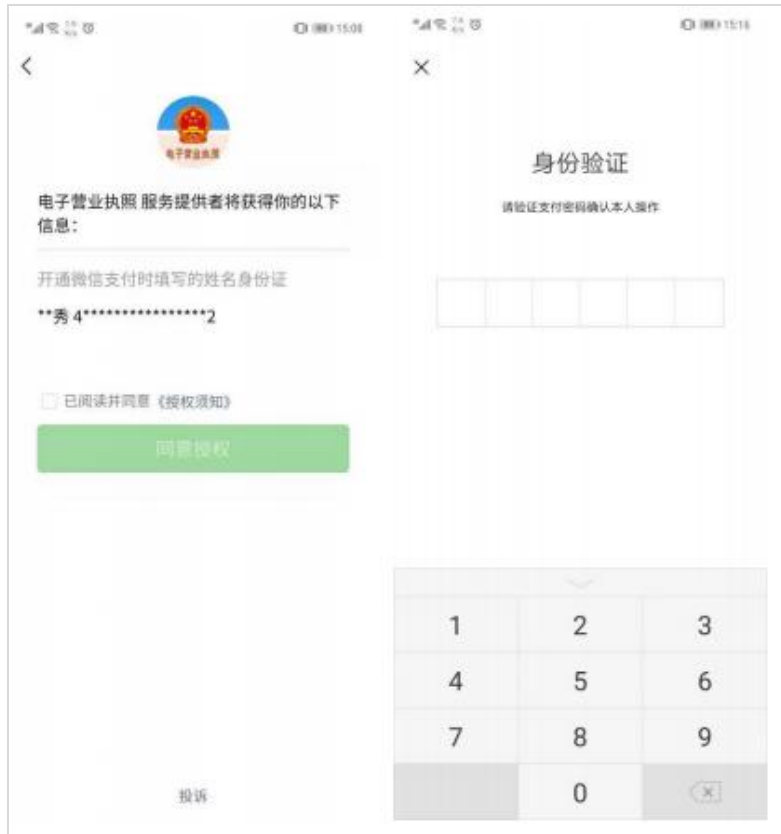 15:08
电子营业执照
电子营业执照 服务提供者将获得你的以下
信息：
开通微信支付时填写的姓名身份证
**秀 4****************2
已阅读并同意《授权须知》
同意授权
投诉
15:16
身份验证
请验证支付密码确认本人操作
1 2 3
4 5 6
7 8 9
0